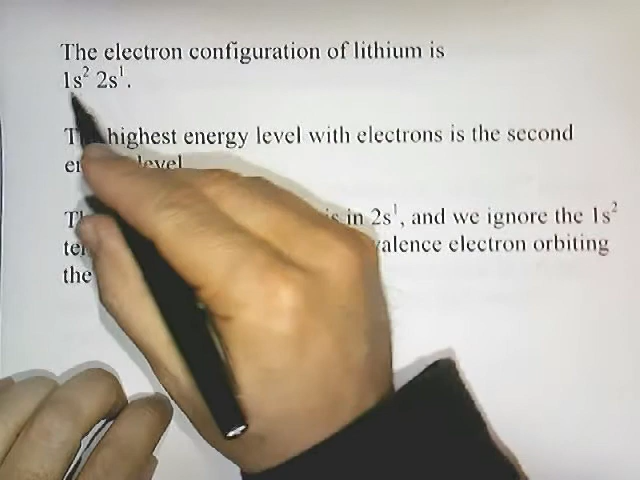 The electron configuration of lithium is
1s² 2s¹.
highest energy level with electrons is the second
level
is in 2s¹, and we ignore the 1s²
valence electron orbiting
the